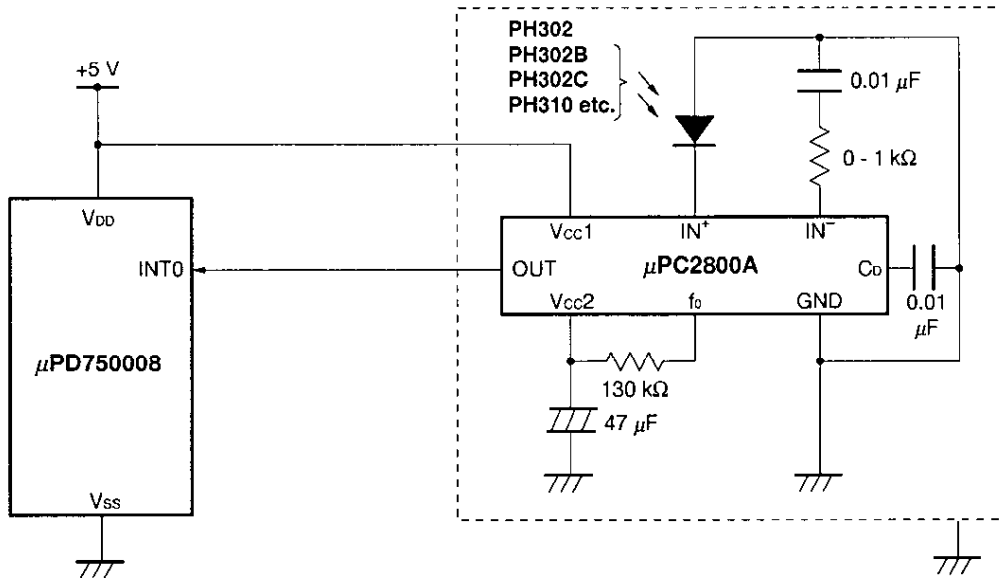 +5 V
PH302
PH302B
PH302C
PH310 etc.
0.01 µF
0 - 1 kΩ
VDD
INT0
µPD750008
VSS
VCC1
IN+
IN−
OUT
µPC2800A
CD
VCC2
f0
GND
0.01
µF
130 kΩ
47 µF